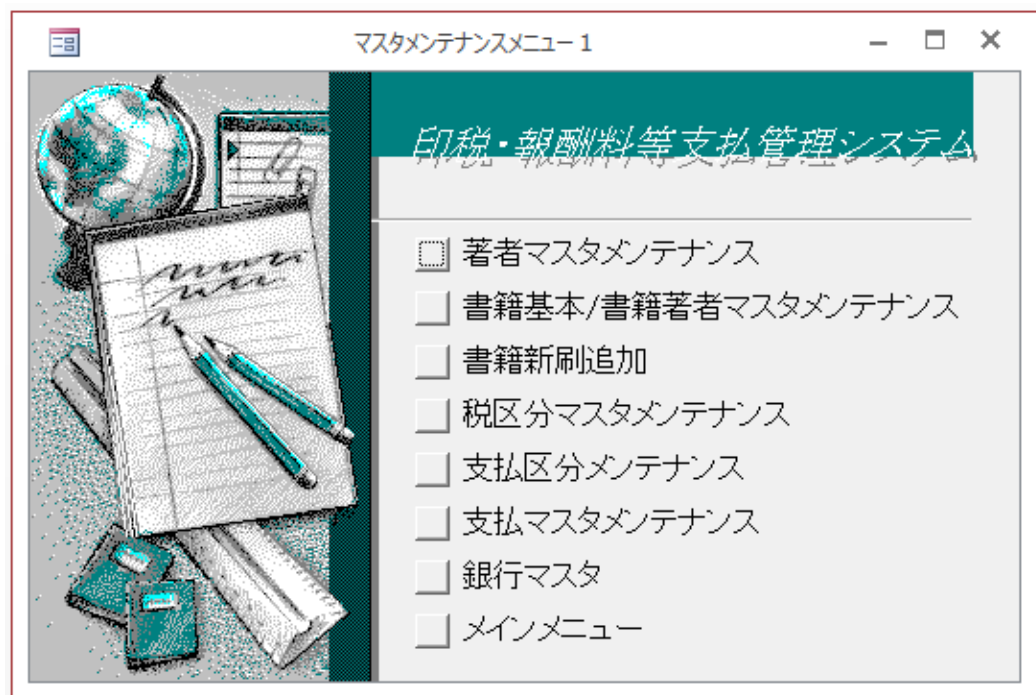 マスタメンテナンスメニュー1
印税・報酬料等支払管理システム
著者マスタメンテナンス
書籍基本/書籍著者マスタメンテナンス
書籍新刷追加
税区分マスタメンテナンス
支払区分メンテナンス
支払マスタメンテナンス
銀行マスタ
メインメニュー